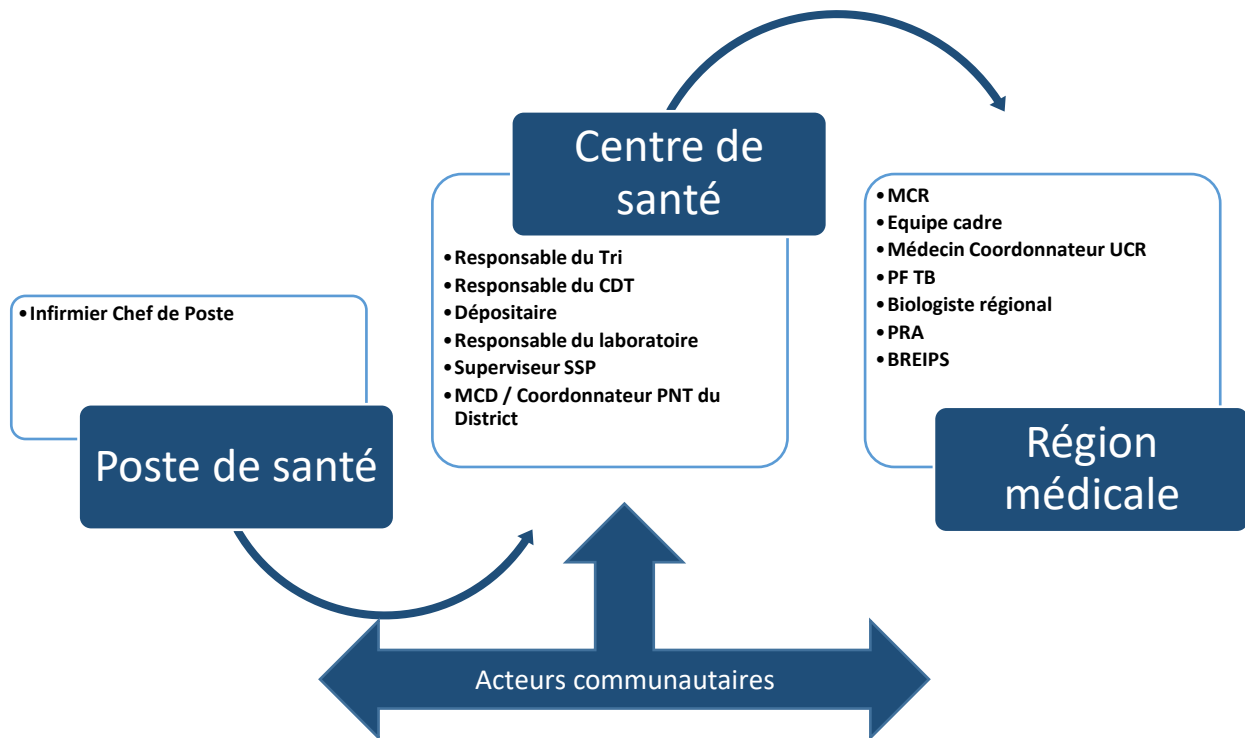 • Infirmier Chef de Poste
Poste de santé
Centre de
santé
• Responsable du Tri
• Responsable du CDT
• Dépositaire
• Responsable du laboratoire
• Superviseur SSP
• MCD / Coordonnateur PNT du
District
• MCR
• Equipe cadre
• Médecin Coordonnateur UCR
• PF TB
• Biologiste régional
• PRA
• BREIPS
Région
médicale
Acteurs communautaires